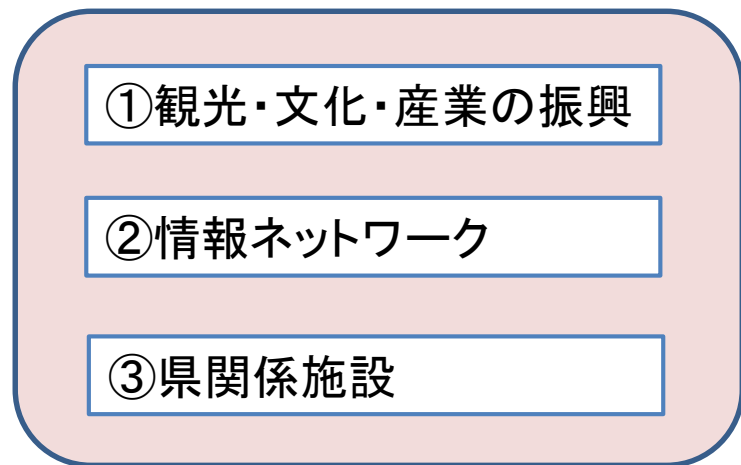 ①観光・文化・産業の振興
②情報ネットワーク
③県関係施設